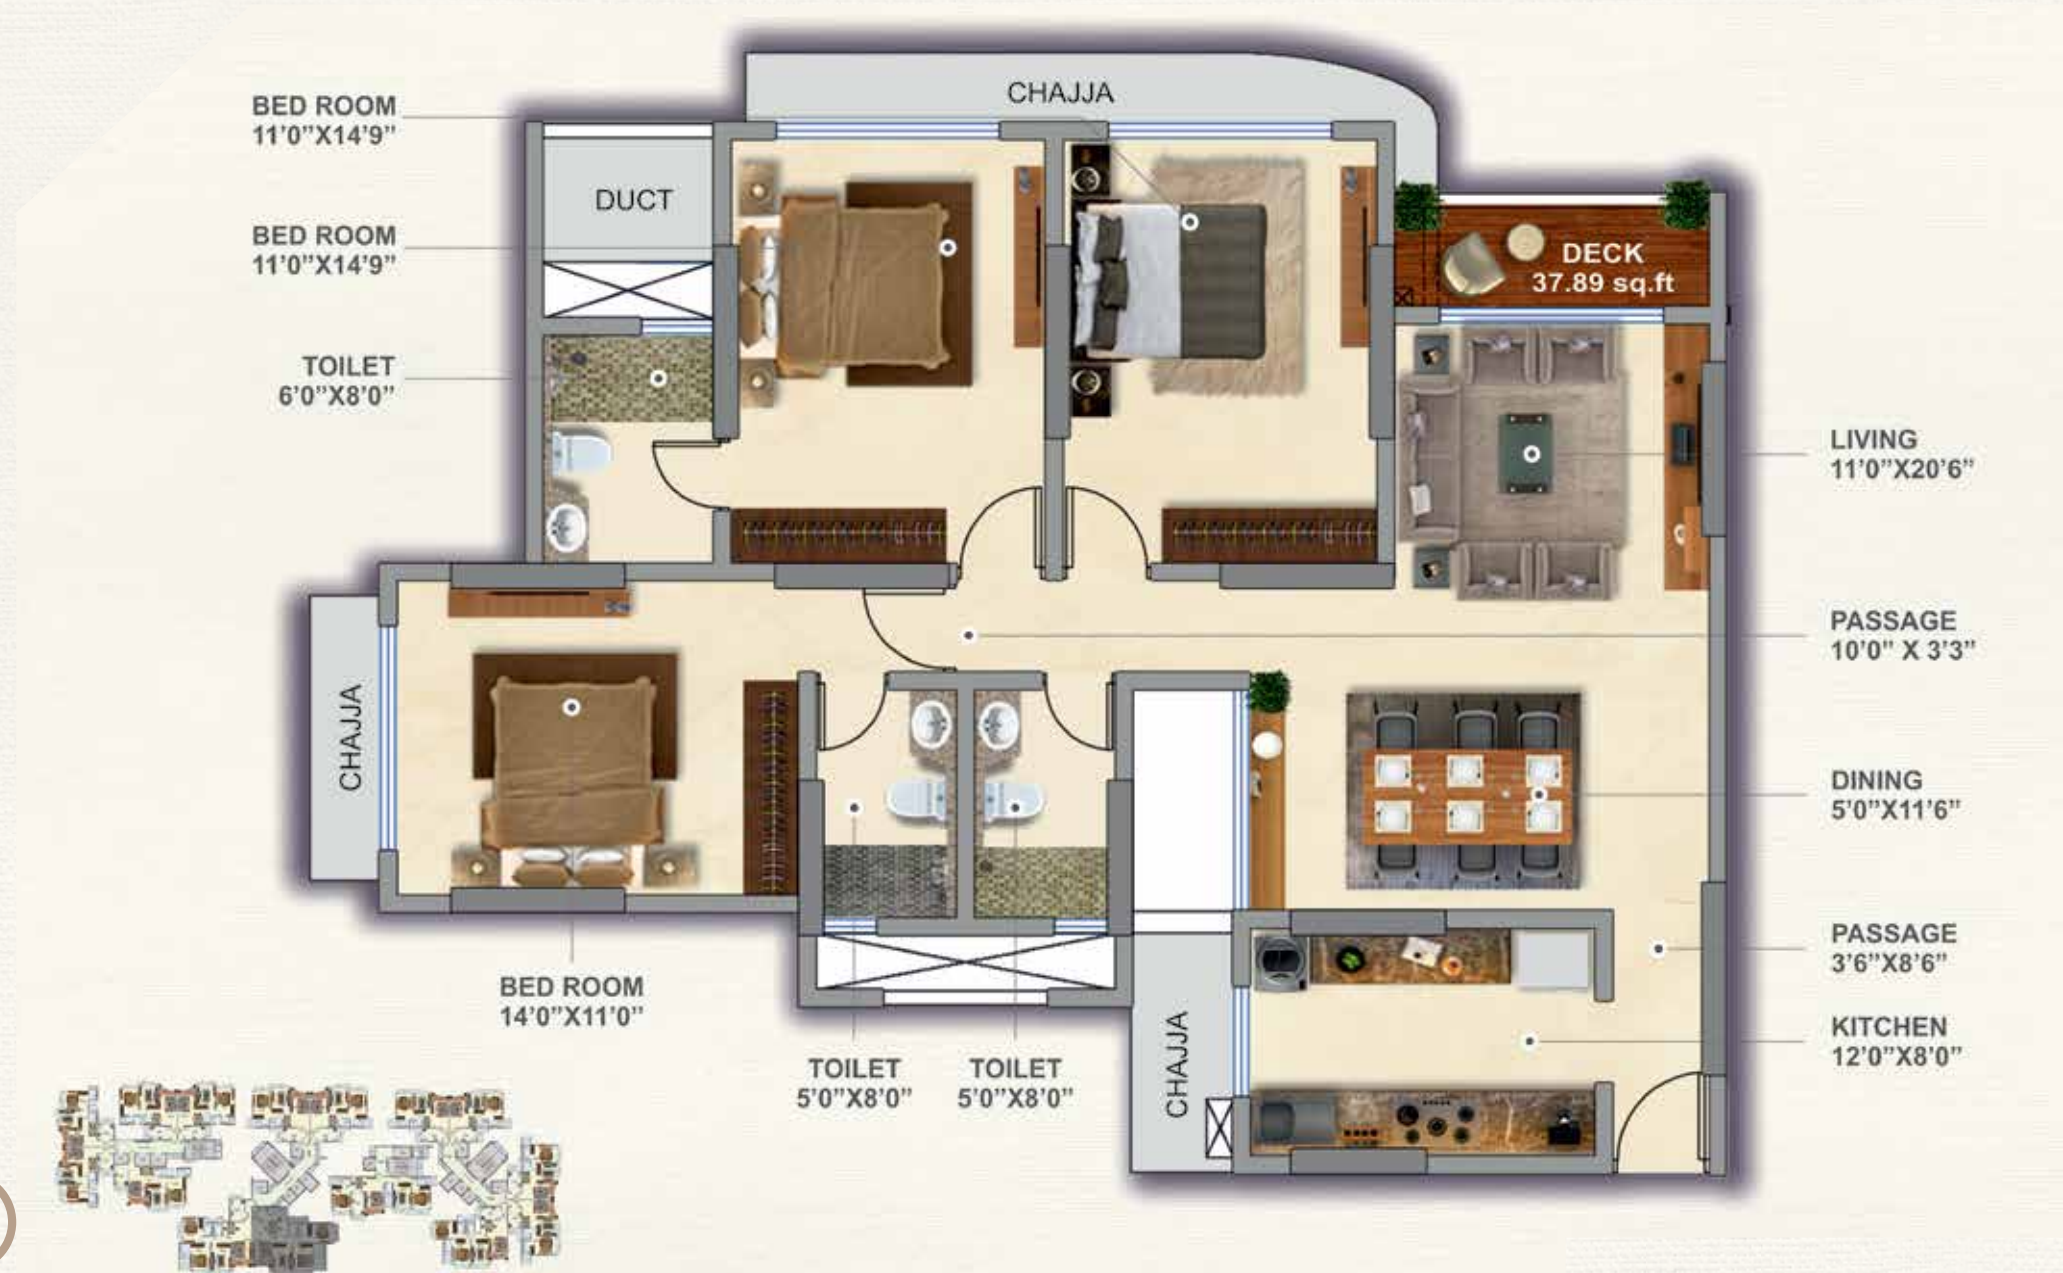 CHAJJA
BED ROOM
11'0"X14'9"
DUCT
BED ROOM
11'0"X14'9"
DECK
37.89 sq.ft
TOILET
6'0"X8'0"
LIVING
11'0"X20'6"
PASSAGE
10'0" X 3'3"
CHAJJA
DINING
5'0"X11'6"
PASSAGE
3'6"X8'6"
BED ROOM
14'0"X11'0"
KITCHEN
12'0"X8'0"
CHAJJA
TOILET
5'0"X8'0"
TOILET
5'0"X8'0"